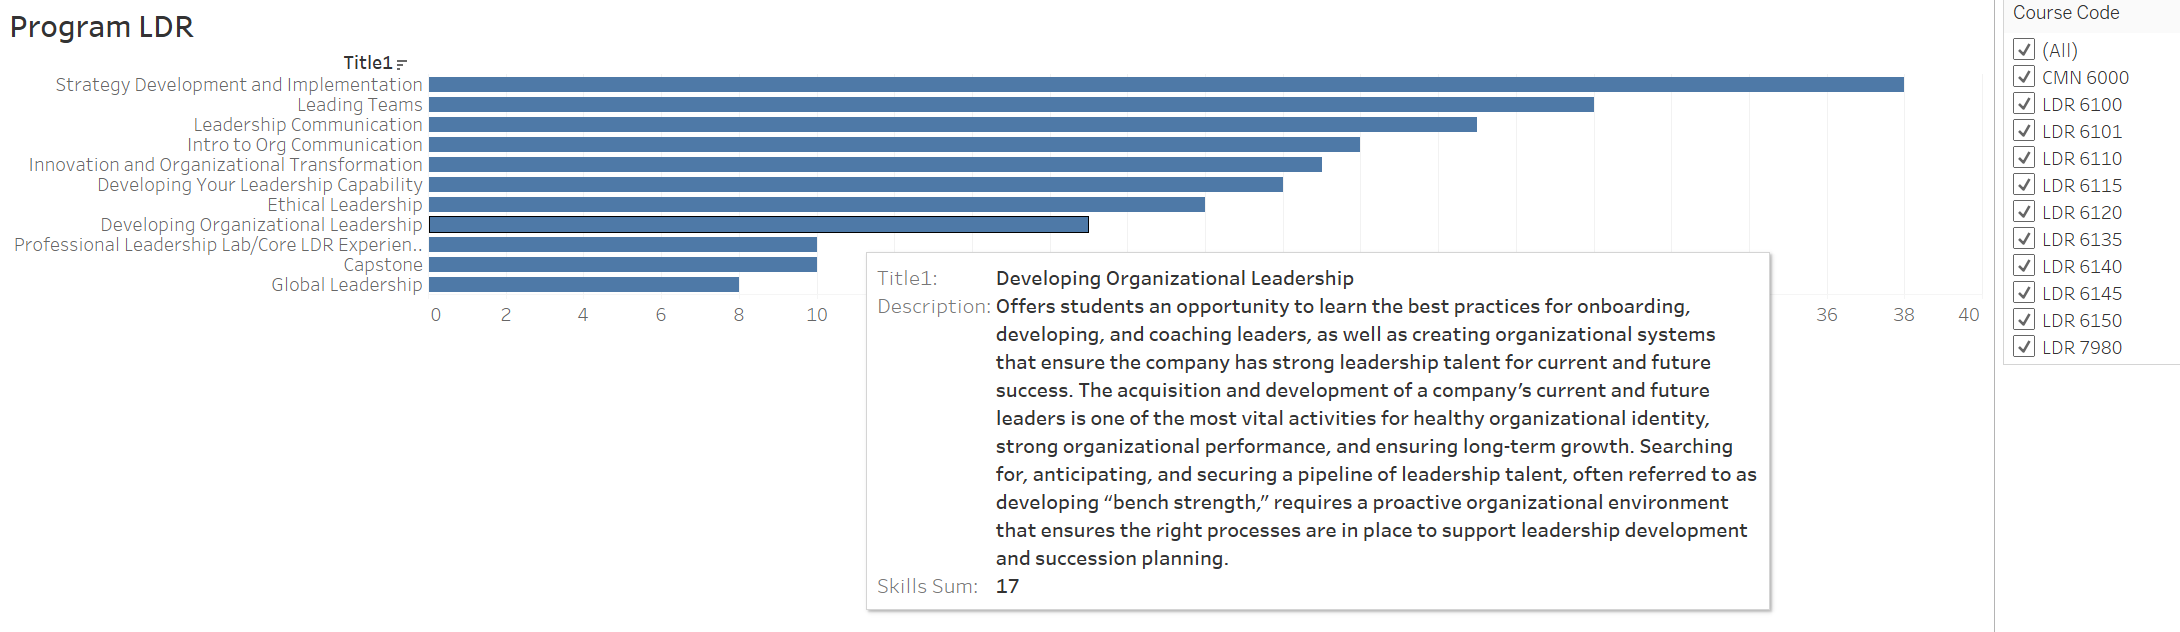 Program LDR
Title1
Strategy Development and Implementation
Leading Teams
Leadership Communication
Intro to Org Communication
Innovation and Organizational Transformation
Developing Your Leadership Capability
Ethical Leadership
Developing Organizational Leadership
Professional Leadership Lab/Core LDR Experien..
Capstone
Global Leadership
0 2 4 6 8 10 36 38 40
Title1: Developing Organizational Leadership
Description: Offers students an opportunity to learn the best practices for onboarding,
developing, and coaching leaders, as well as creating organizational systems
that ensure the company has strong leadership talent for current and future
success. The acquisition and development of a company’s current and future
leaders is one of the most vital activities for healthy organizational identity,
strong organizational performance, and ensuring long-term growth. Searching
for, anticipating, and securing a pipeline of leadership talent, often referred to as
developing “bench strength,” requires a proactive organizational environment
that ensures the right processes are in place to support leadership development
and succession planning.
Skills Sum: 17
Course Code
(All)
CMN 6000
LDR 6100
LDR 6101
LDR 6110
LDR 6115
LDR 6120
LDR 6135
LDR 6140
LDR 6145
LDR 6150
LDR 7980